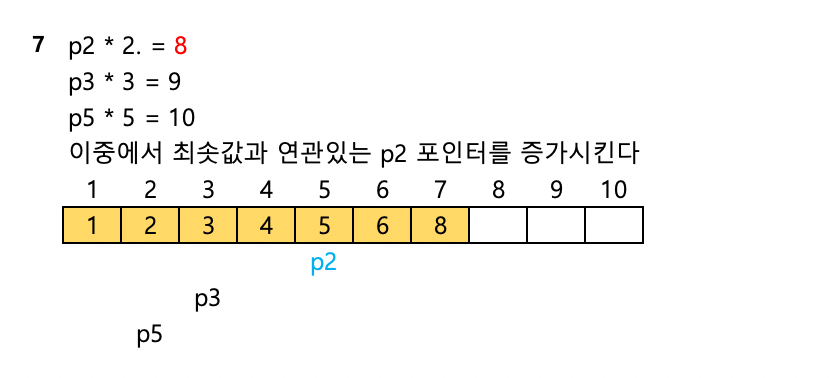 7 p2 * 2. = 8
p3 * 3 = 9
p5 * 5 = 10
이중에서 최솟값과 연관있는 p2 포인터를 증가시킨다
1 2 3 4 5 6 7 8 9 10
1 2 3 4 5 6 8
p2
p3
p5